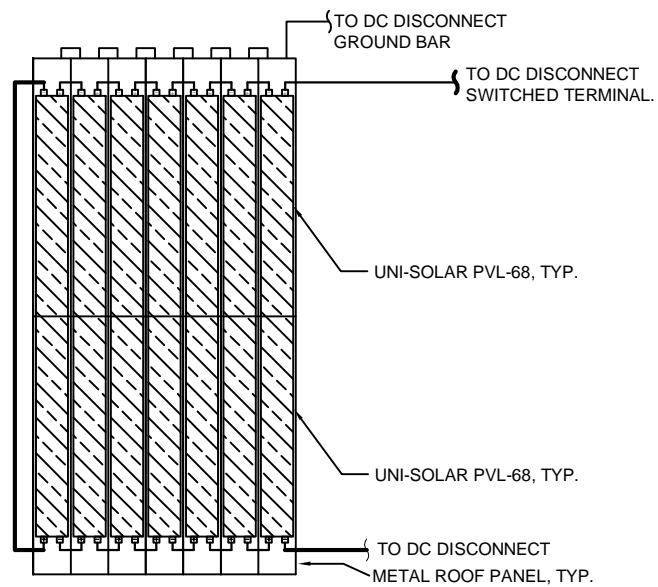 TO DC DISCONNECT
GROUND BAR
TO DC DISCONNECT
SWITCHED TERMINAL.
UNI-SOLAR PVL-68, TYP.
UNI-SOLAR PVL-68, TYP.
TO DC DISCONNECT
METAL ROOF PANEL, TYP.